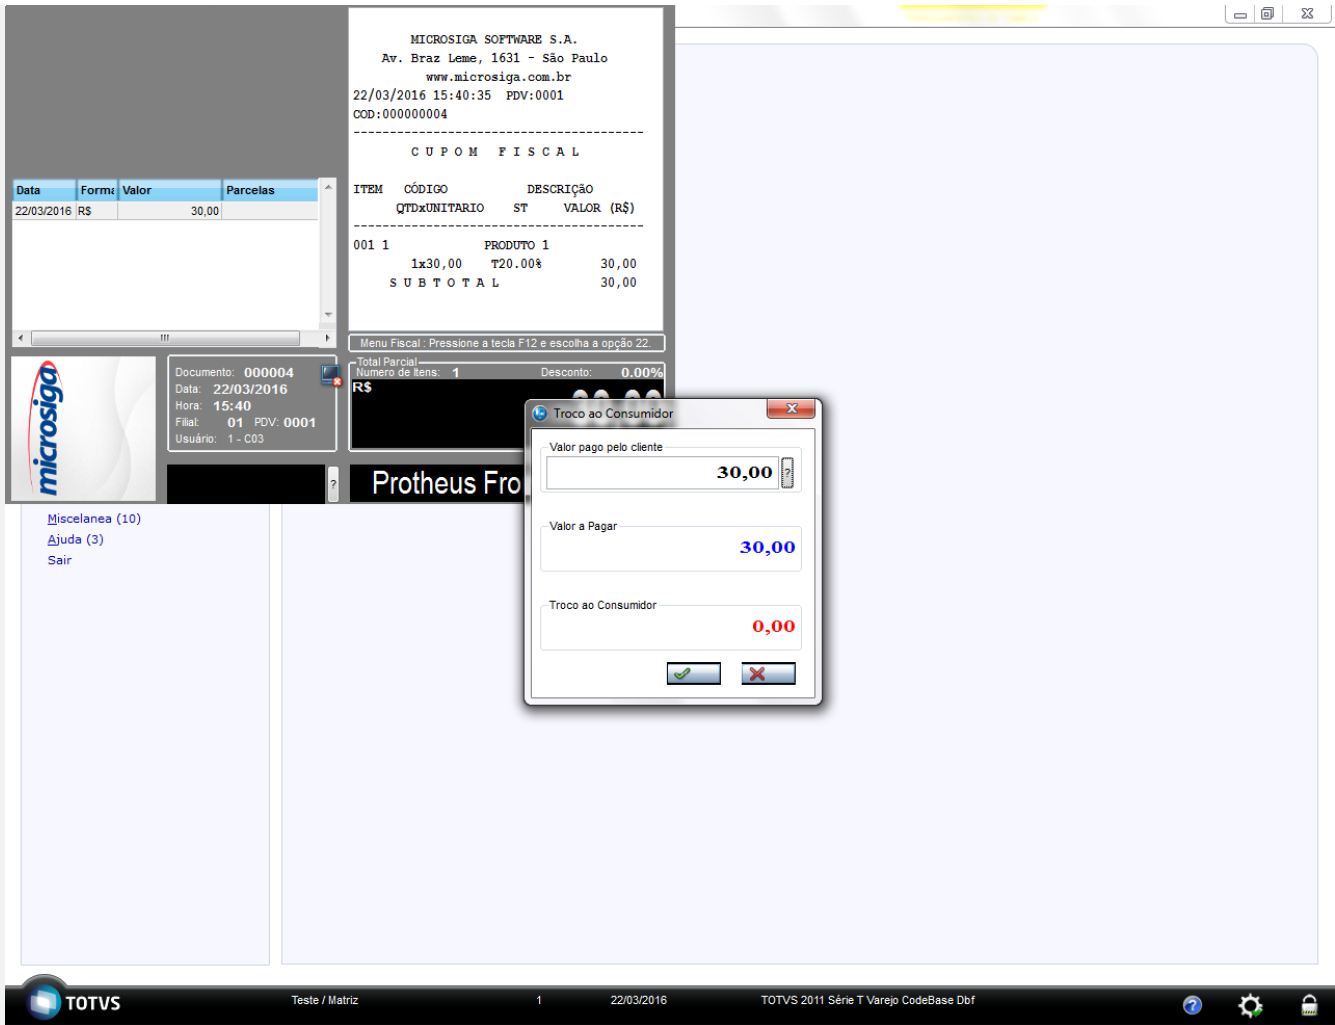 MICROSIGA SOFTWARE S.A.
Av. Braz Leme, 1631 - São Paulo
www.microsiga.com.br
22/03/2016 15:40:35 PDV:0001
COD:000000004
----------------------------------------
C U P O M F I S C A L
ITEM CÓDIGO DESCRIÇãO
QTDxUNITARIO ST VALOR (R$)
----------------------------------------
001 1 PRODUTO 1
1x30,00 T20.00% 30,00
S U B T O T A L 30,00
Data Forma Valor Parcelas
22/03/2016 R$ 30,00
Menu Fiscal : Pressione a tecla F12 e escolha a opção 22.
microsiga
Documento: 000004
Data: 22/03/2016
Hora: 15:40
Filial: 01 PDV: 0001
Usuário: 1 - C03
?
Total Parcial
Numero de Itens: 1 Desconto: 0.00%
R$
Protheus Fro
Troco ao Consumidor
Valor pago pelo cliente
30,00 ?
Valor a Pagar
30,00
Troco ao Consumidor
0,00
Miscelanea (10)
Ajuda (3)
Sair
TOTVS
Teste / Matriz 1 22/03/2016 TOTVS 2011 Série T Varejo CodeBase Dbf
?